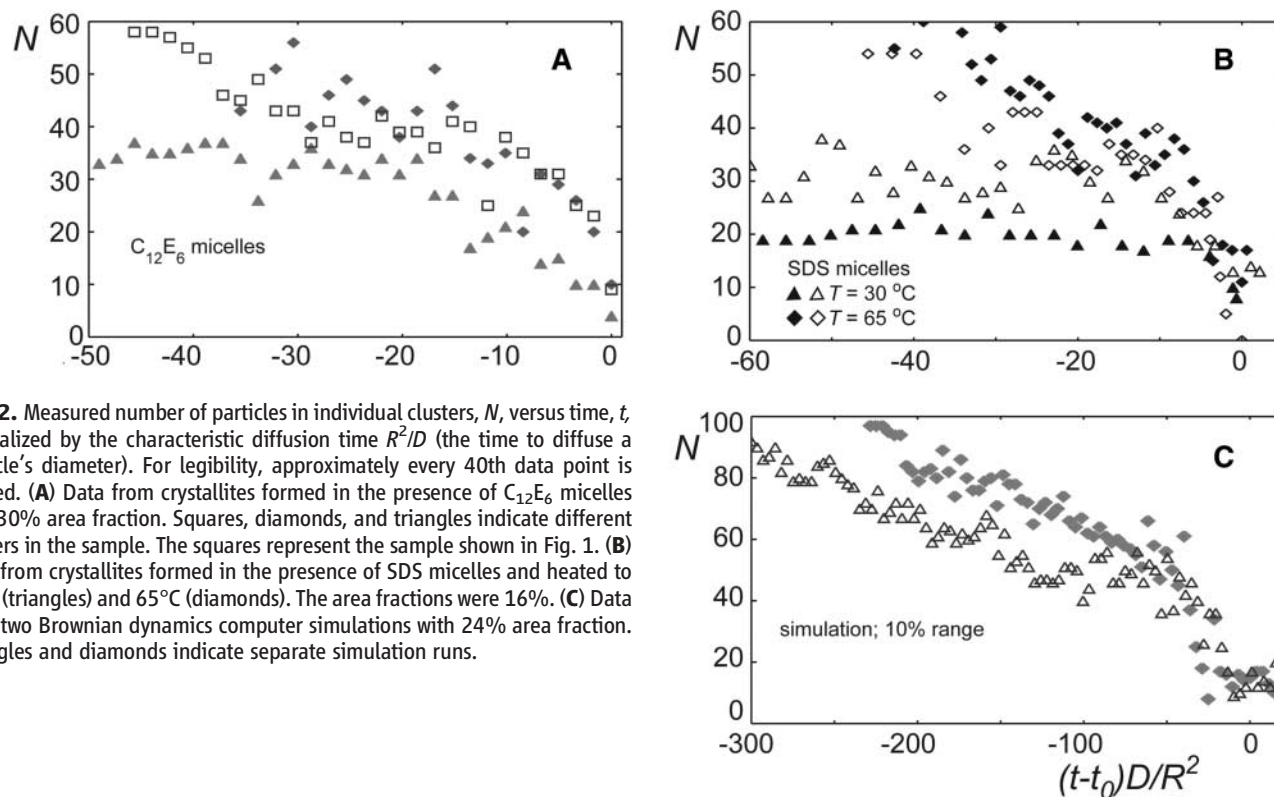 N
60
50
40
30
20
10
0
A
C12E6 micelles
-50 -40 -30 -20 -10 0
N
60
50
40
30
20
10
0
B
SDS micelles
T = 30 °C
T = 65 °C
-60 -40 -20 0
2. Measured number of particles in individual clusters, N, versus time, t,
alized by the characteristic diffusion time R²/D (the time to diffuse a
cle's diameter). For legibility, approximately every 40th data point is
ed. (A) Data from crystallites formed in the presence of C12E6 micelles
30% area fraction. Squares, diamonds, and triangles indicate different
ers in the sample. The squares represent the sample shown in Fig. 1. (B)
from crystallites formed in the presence of SDS micelles and heated to
(triangles) and 65°C (diamonds). The area fractions were 16%. (C) Data
two Brownian dynamics computer simulations with 24% area fraction.
gles and diamonds indicate separate simulation runs.
100
N
80
60
40
20
0
C
simulation; 10% range
-300 -200 -100 0
(t-t0)D/R²